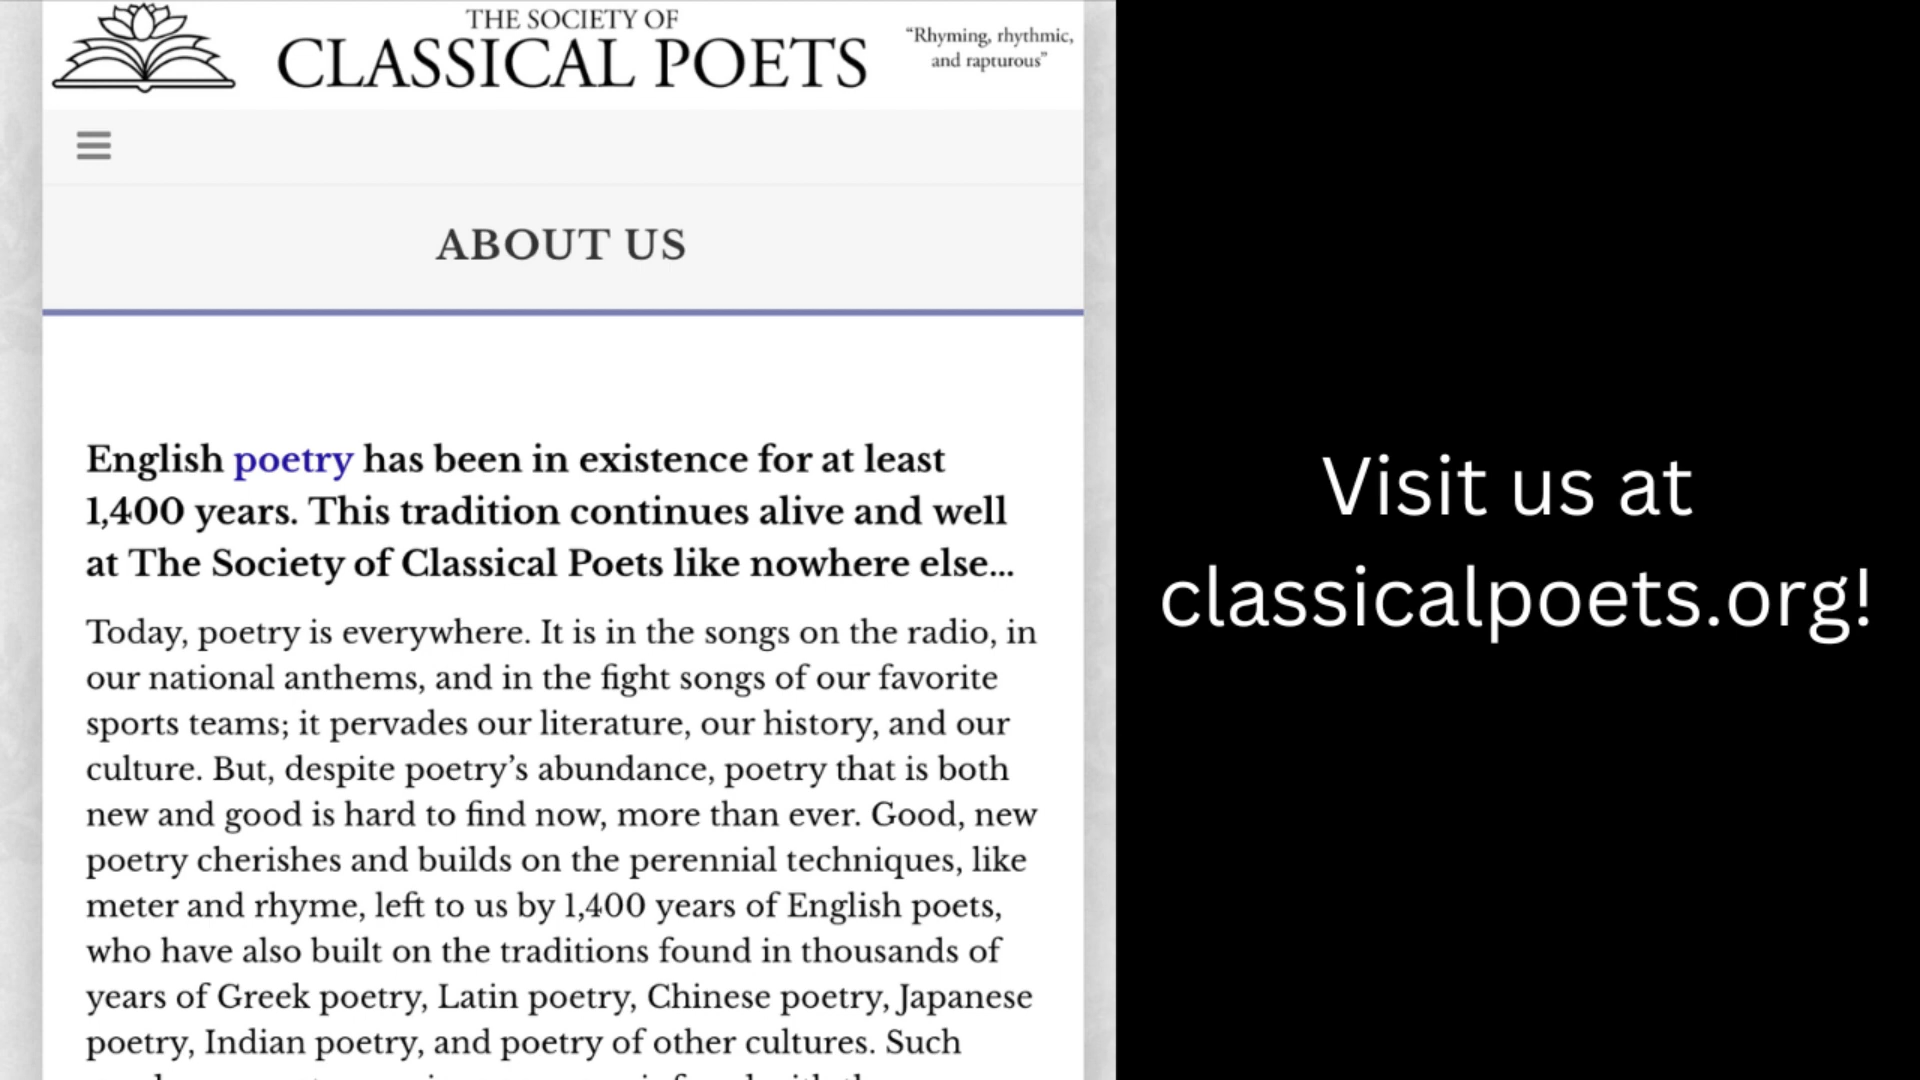 THE SOCIETY OF
CLASSICAL POETS
“Rhyming, rhythmic,
and rapturous”
ABOUT US
English poetry has been in existence for at least
1,400 years. This tradition continues alive and well
at The Society of Classical Poets like nowhere else...
Today, poetry is everywhere. It is in the songs on the radio, in
our national anthems, and in the fight songs of our favorite
sports teams; it pervades our literature, our history, and our
culture. But, despite poetry’s abundance, poetry that is both
new and good is hard to find now, more than ever. Good, new
poetry cherishes and builds on the perennial techniques, like
meter and rhyme, left to us by 1,400 years of English poets,
who have also built on the traditions found in thousands of
years of Greek poetry, Latin poetry, Chinese poetry, Japanese
poetry, Indian poetry, and poetry of other cultures. Such
Visit us at
classicalpoets.org!